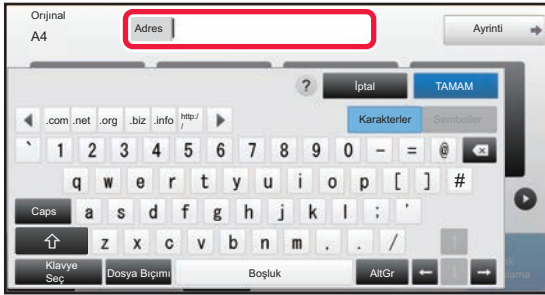 Orijinal
A4
Adres
Ayrinti
? İptal TAMAM
.com .net .org .biz .info http:/
/
Karakterler Semboller
` 1 2 3 4 5 6 7 8 9 0 - = @
q w e r t y u i o p [ ] #
Caps a s d f g h j k l ; '
z x c v b n m , . /
Klavye
Seç
Dosya Bıçımı Boşluk AltGr